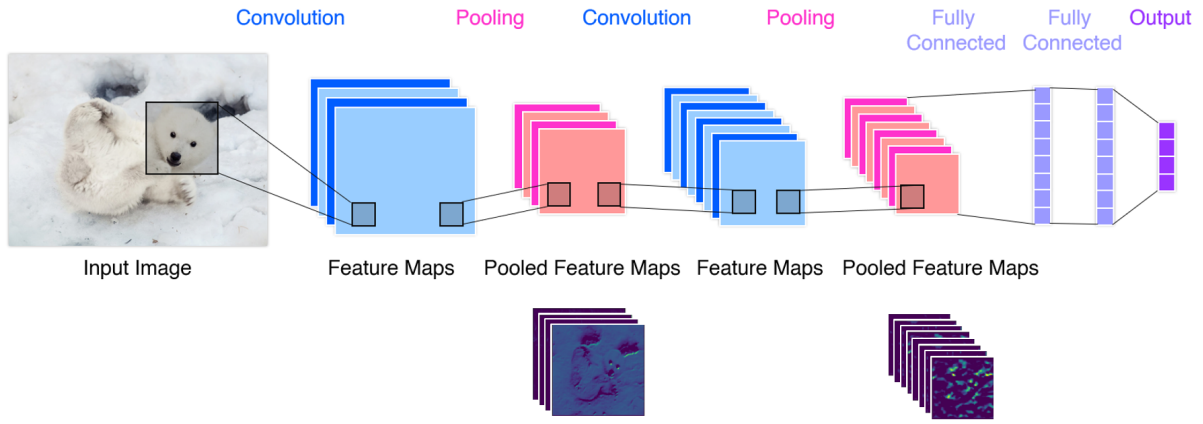 Convolution
Pooling
Convolution
Pooling
Fully
Connected
Fully
Connected
Output
Input Image
Feature Maps
Pooled Feature Maps
Feature Maps
Pooled Feature Maps